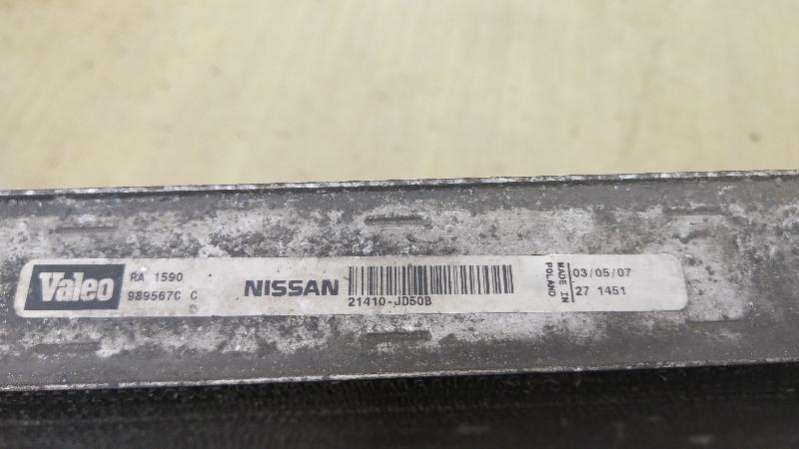 Valeo
RA 1590
989567C C
NISSAN
21410-JD50B
MADE IN
POLAND
03/05/07
27 1451